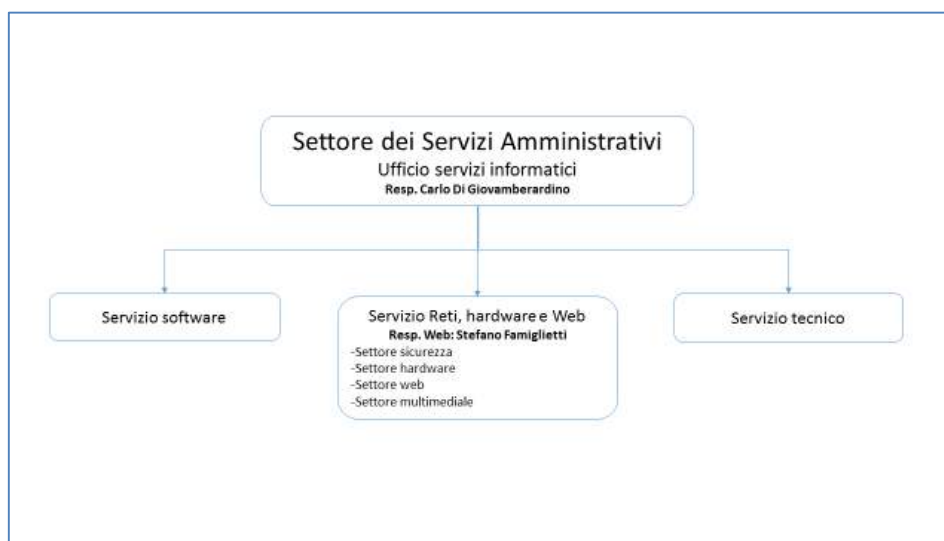 Settore dei Servizi Amministrativi
Ufficio servizi informatici
Resp. Carlo Di Giovamberardino
Servizio software
Servizio Reti, hardware e Web
Resp. Web: Stefano Famiglietti
-Settore sicurezza
-Settore hardware
-Settore web
-Settore multimediale
Servizio tecnico